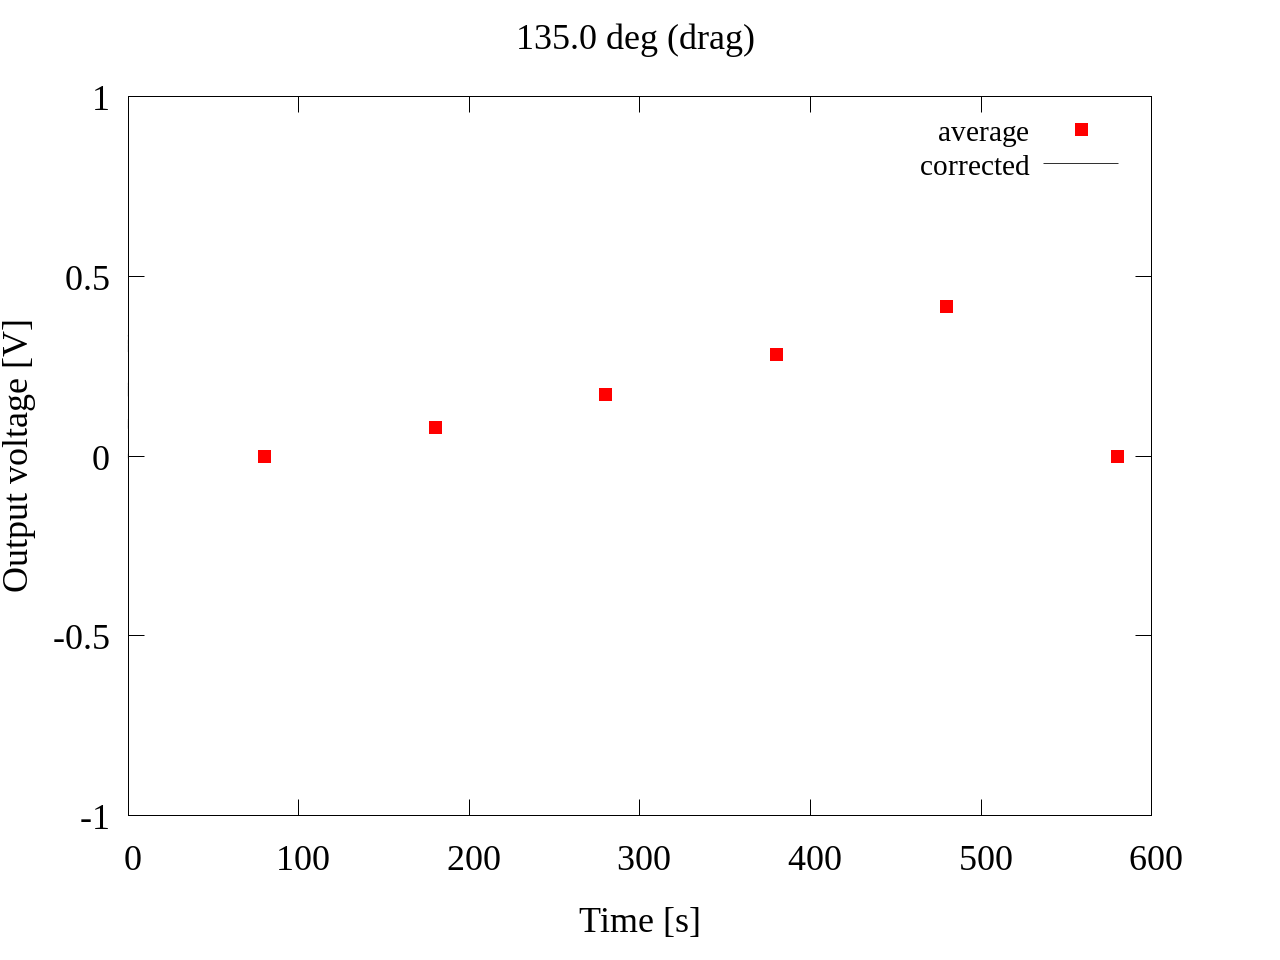 135.0 deg (drag)
average
corrected
1
0.5
0
-0.5
-1
Output voltage [V]
0 100 200 300 400 500 600
Time [s]